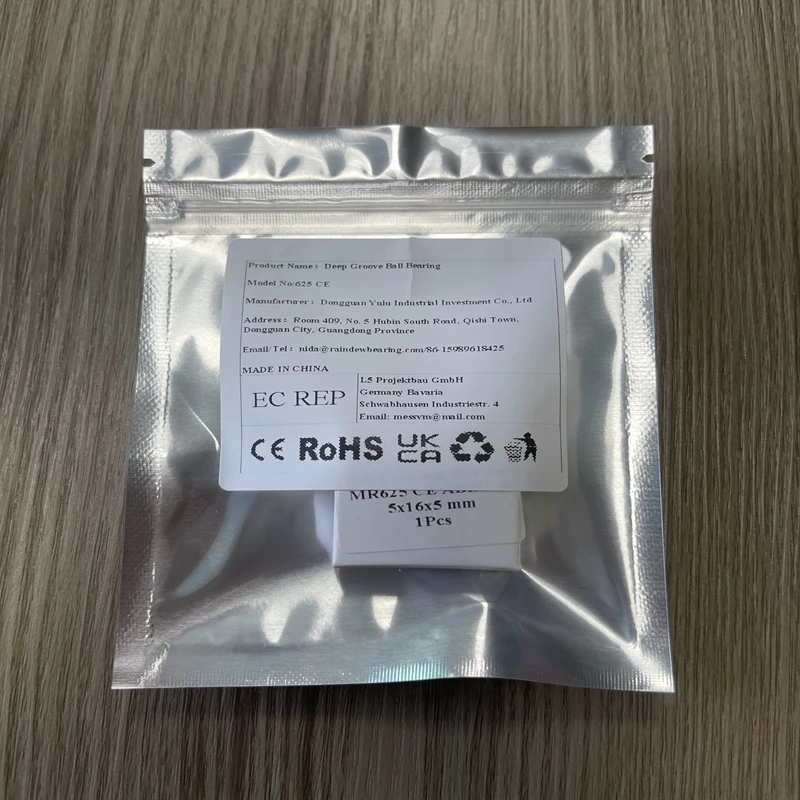 Product Name： Deep Groove Ball Bearing
Model No:625 CE
Manufacturer： Dongguan Yulu Industrial Investment Co., Ltd
Address： Room 409, No. 5 Hubin South Road, Qishi Town,
Dongguan City, Guangdong Province
Email/Tel： nida@raindewbearing.com/86-15989618425
MADE IN CHINA
EC REP
L5 Projektbau GmbH
Germany Bavaria
Schwabhausen Industriestr. 4
Email: messvm@mail.com
CE RoHS UK CA
MR625 CE
5x16x5 mm
1Pcs